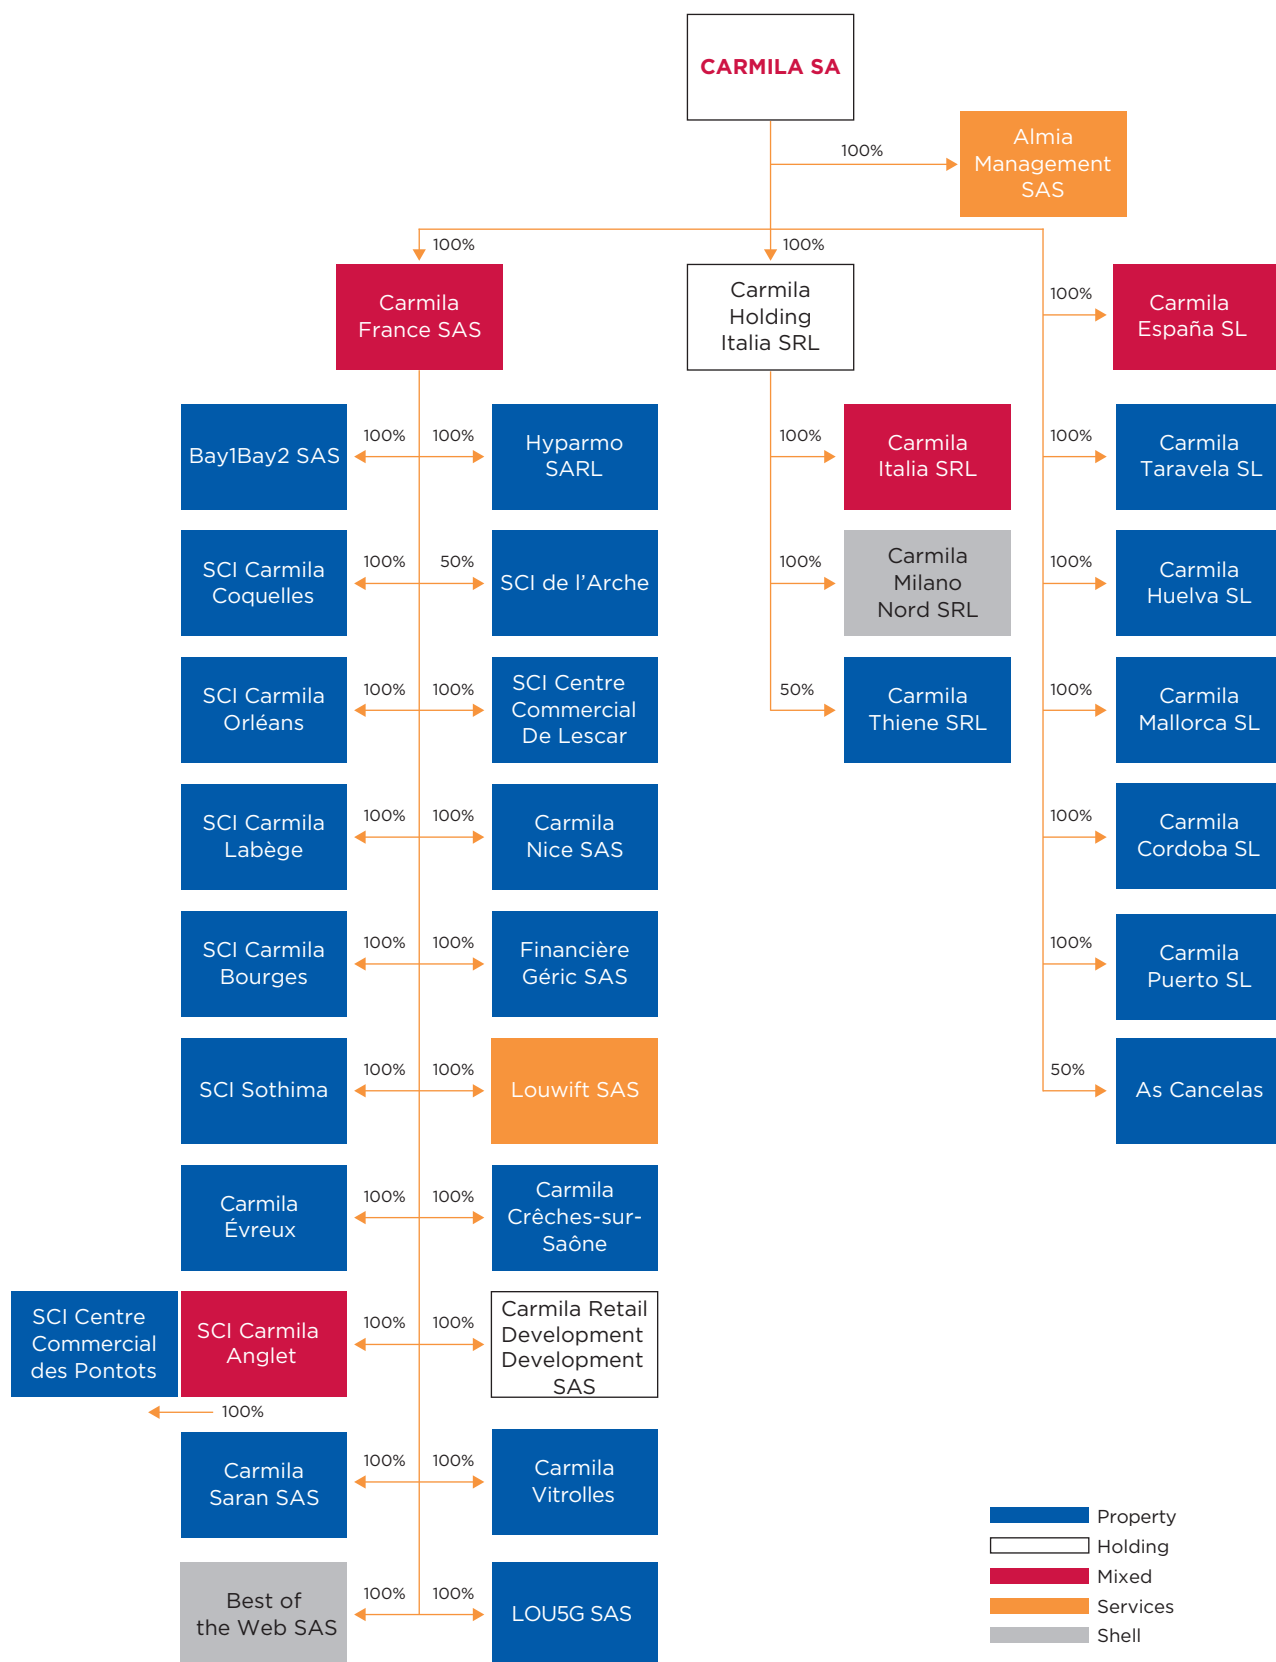 CARMILA SA
100%
Almia
Management
SAS
100%
100%
Carmila
France SAS
Carmila
Holding
Italia SRL
100%
Carmila
España SL
Bay1Bay2 SAS
100%
100%
Hyparmo
SARL
100%
Carmila
Italia SRL
100%
Carmila
Taravela SL
SCI Carmila
Coquelles
100%
50%
SCI de l’Arche
100%
Carmila
Milano
Nord SRL
100%
Carmila
Huelva SL
SCI Carmila
Orléans
100%
100%
SCI Centre
Commercial
De Lescar
50%
Carmila
Thiene SRL
100%
Carmila
Mallorca SL
SCI Carmila
Labège
100%
100%
Carmila
Nice SAS
100%
Carmila
Cordoba SL
SCI Carmila
Bourges
100%
100%
Financière
Géric SAS
100%
Carmila
Puerto SL
SCI Sothima
100%
100%
Louwift SAS
50%
As Cancelas
Carmila
Évreux
100%
100%
Carmila
Crêches-sur-
Saône
SCI Centre
Commercial
des Pontots
SCI Carmila
Anglet
100%
100%
Carmila Retail
Development
Development
SAS
100%
Carmila
Saran SAS
100%
100%
Carmila
Vitrolles
Best of
the Web SAS
100%
100%
LOU5G SAS
Property
Holding
Mixed
Services
Shell